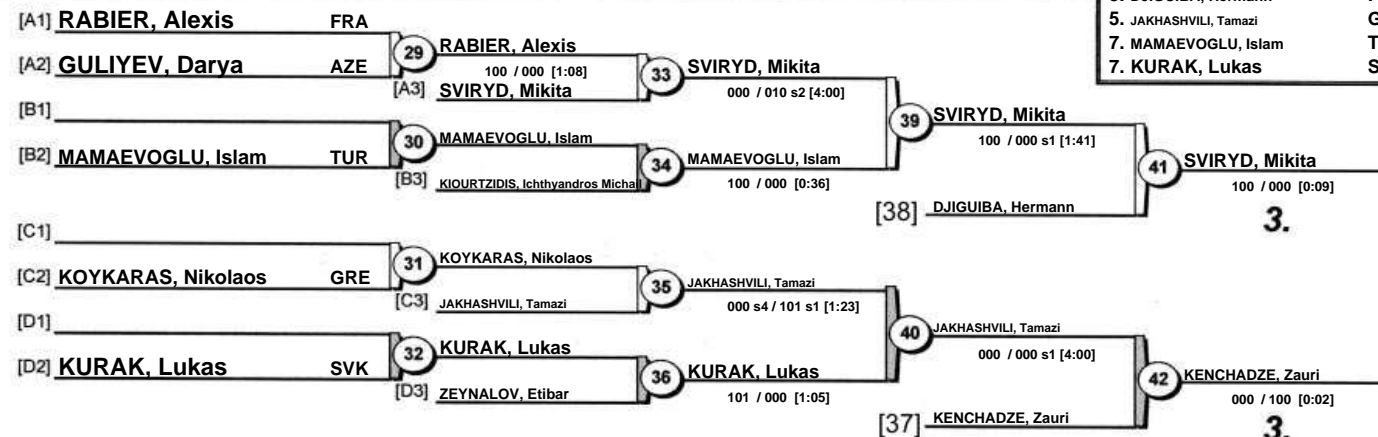 [A1] RABIER, Alexis FRA
[A2] GULIYEV, Darya AZE
29 RABIER, Alexis
100 / 000 [1:08]
[A3] SVIRYD, Mikita
33 SVIRYD, Mikita
000 / 010 s2 [4:00]
[B1]
[B2] MAMAEVOGLU, Islam TUR
30 MAMAEVOGLU, Islam
[B3] KIOURTZIDIS, Ichthyandros Michail
34 MAMAEVOGLU, Islam
100 / 000 [0:36]
39 SVIRYD, Mikita
100 / 000 s1 [1:41]
[38] DJIGUIBA, Hermann
41 SVIRYD, Mikita
100 / 000 [0:09]
3.
[C1]
[C2] KOYKARAS, Nikolaos GRE
31 KOYKARAS, Nikolaos
[C3] JAKHASHVILI, Tamazi
35 JAKHASHVILI, Tamazi
000 s4 / 101 s1 [1:23]
[D1]
[D2] KURAK, Lukas SVK
32 KURAK, Lukas
[D3] ZEYNALOV, Etibar
36 KURAK, Lukas
101 / 000 [1:05]
40 JAKHASHVILI, Tamazi
000 / 000 s1 [4:00]
[37] KENCHADZE, Zauri
42 KENCHADZE, Zauri
000 / 100 [0:02]
3.
5. JAKHASHVILI, Tamazi G
7. MAMAEVOGLU, Islam T
7. KURAK, Lukas S